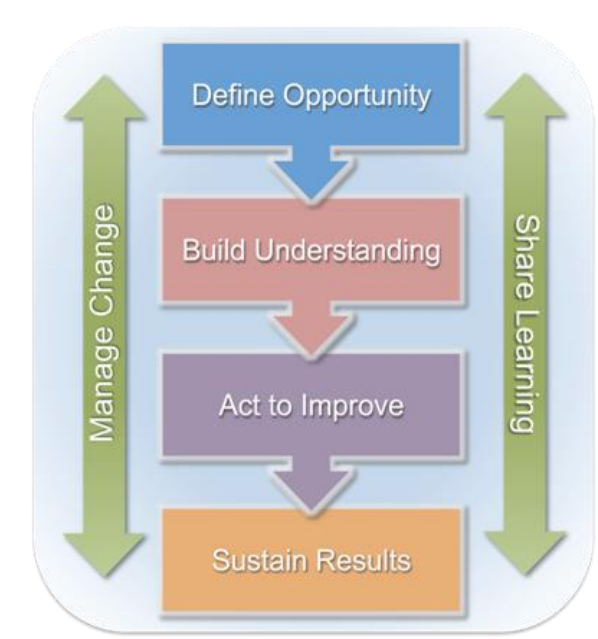 Define Opportunity
Build Understanding
Act to Improve
Sustain Results
Manage Change
Share Learning